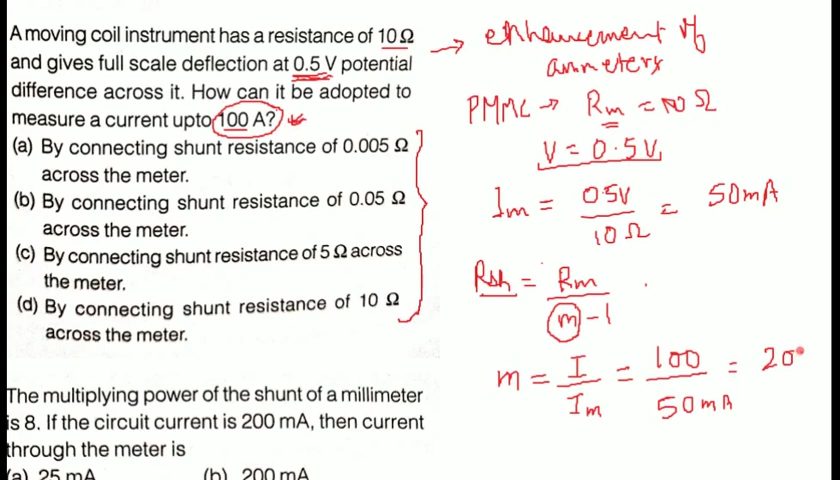 A moving coil instrument has a resistance of 10 Ω
and gives full scale deflection at 0.5 V potential
difference across it. How can it be adopted to
measure a current upto 100 A?
(a) By connecting shunt resistance of 0.005 Ω
across the meter.
(b) By connecting shunt resistance of 0.05 Ω
across the meter.
(c) By connecting shunt resistance of 5 Ω across
the meter.
(d) By connecting shunt resistance of 10 Ω
across the meter.
The multiplying power of the shunt of a millimeter
is 8. If the circuit current is 200 mA, then current
through the meter is
(a) 25 mA (b) 200 mA
→ enhancement of
ammeters
PMMC → Rm = 10 Ω
V = 0.5V
Im = 0.5V / 10 Ω = 50mA
Rsh = Rm / m - 1
m = I / Im = 100 / 50mA = 20